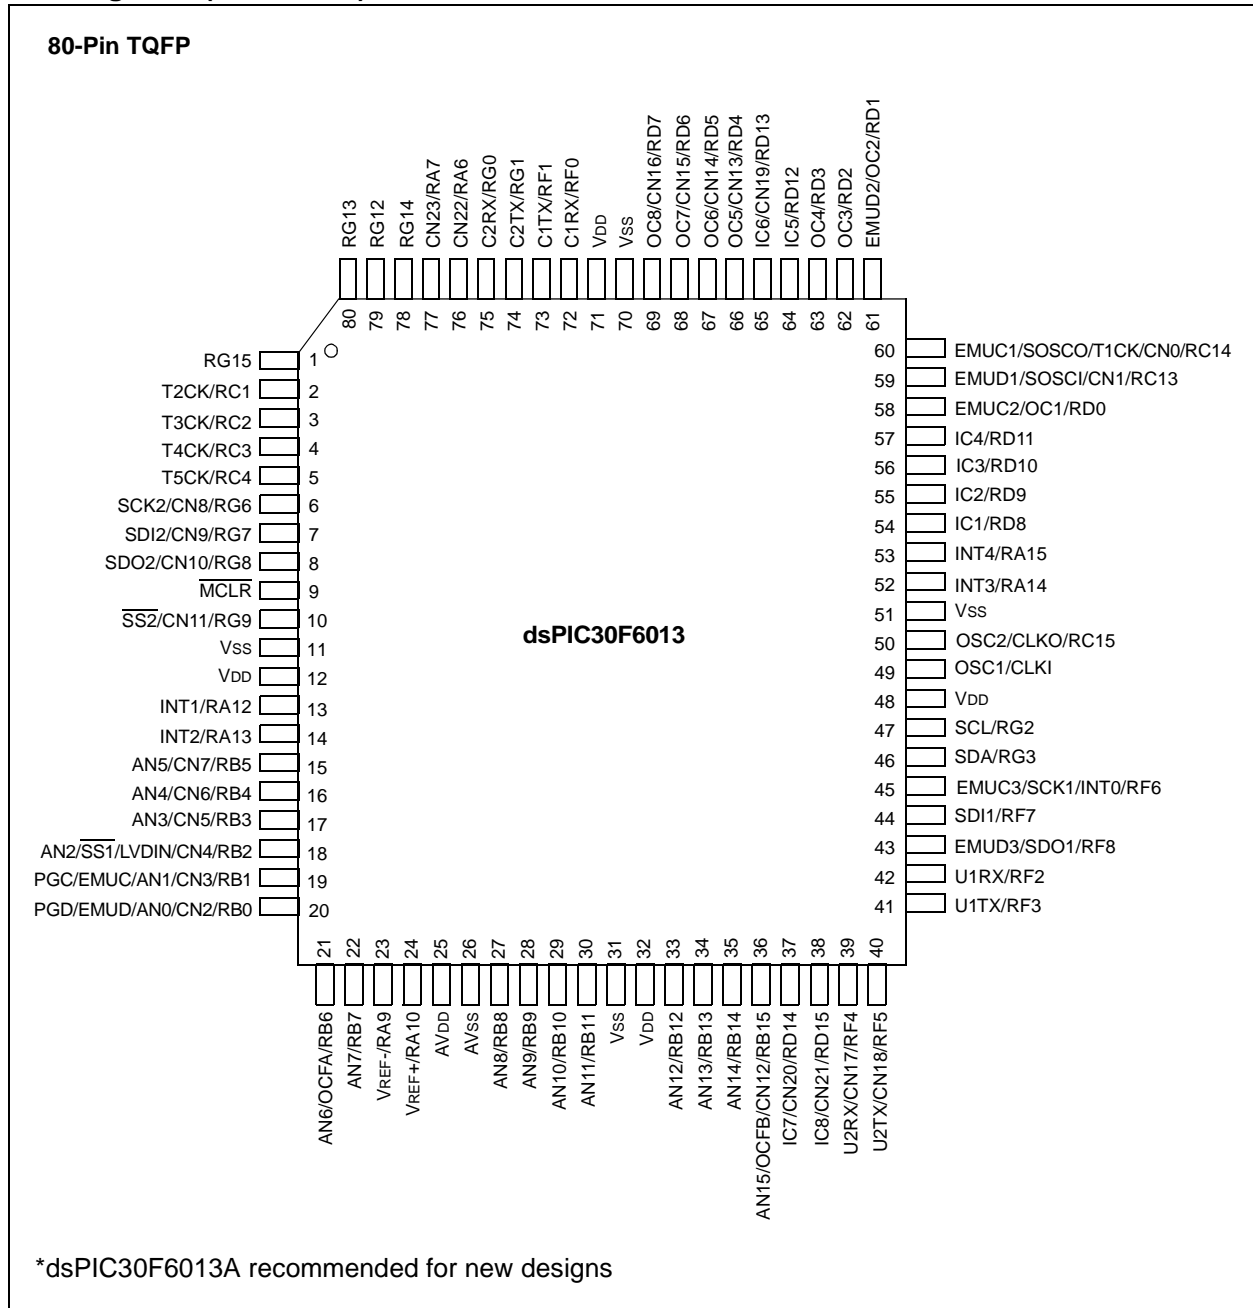 80-Pin TQFP
RG13
RG12
RG14
CN23/RA7
CN22/RA6
C2RX/RG0
C2TX/RG1
C1TX/RF1
C1RX/RF0
VDD
VSS
OC8/CN16/RD7
OC7/CN15/RD6
OC6/CN14/RD5
OC5/CN13/RD4
IC6/CN19/RD13
IC5/RD12
OC4/RD3
OC3/RD2
EMUD2/OC2/RD1
80
79
78
77
76
75
74
73
72
71
70
69
68
67
66
65
64
63
62
61
RG15 1
T2CK/RC1 2
T3CK/RC2 3
T4CK/RC3 4
T5CK/RC4 5
SCK2/CN8/RG6 6
SDI2/CN9/RG7 7
SDO2/CN10/RG8 8
MCLR 9
SS2/CN11/RG9 10
VSS 11
VDD 12
INT1/RA12 13
INT2/RA13 14
AN5/CN7/RB5 15
AN4/CN6/RB4 16
AN3/CN5/RB3 17
AN2/SS1/LVDIN/CN4/RB2 18
PGC/EMUC/AN1/CN3/RB1 19
PGD/EMUD/AN0/CN2/RB0 20
dsPIC30F6013
60 EMUC1/SOSCO/T1CK/CN0/RC14
59 EMUD1/SOSCI/CN1/RC13
58 EMUC2/OC1/RD0
57 IC4/RD11
56 IC3/RD10
55 IC2/RD9
54 IC1/RD8
53 INT4/RA15
52 INT3/RA14
51 VSS
50 OSC2/CLKO/RC15
49 OSC1/CLKI
48 VDD
47 SCL/RG2
46 SDA/RG3
45 EMUC3/SCK1/INT0/RF6
44 SDI1/RF7
43 EMUD3/SDO1/RF8
42 U1RX/RF2
41 U1TX/RF3
21
22
23
24
25
26
27
28
29
30
31
32
33
34
35
36
37
38
39
40
AN6/OCFA/RB6
AN7/RB7
VREF-/RA9
VREF+/RA10
AVDD
AVSS
AN8/RB8
AN9/RB9
AN10/RB10
AN11/RB11
VSS
VDD
AN12/RB12
AN13/RB13
AN14/RB14
AN15/OCFB/CN12/RB15
IC7/CN20/RD14
IC8/CN21/RD15
U2RX/CN17/RF4
U2TX/CN18/RF5
*dsPIC30F6013A recommended for new designs